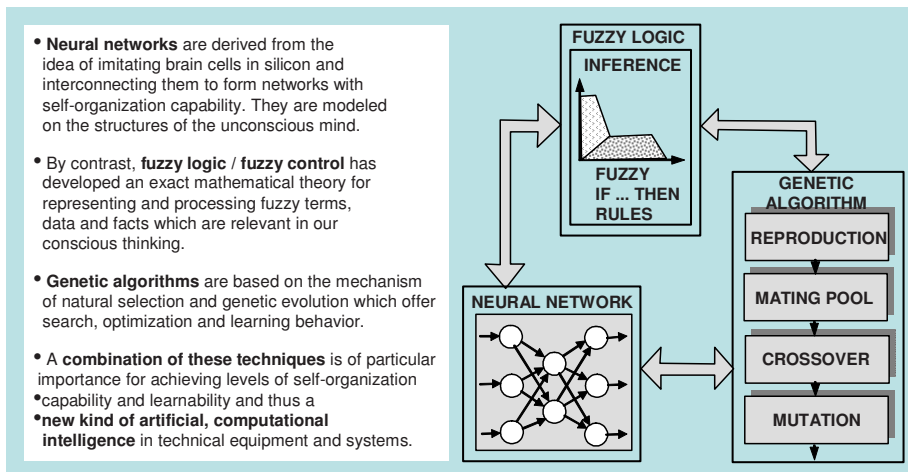 • Neural networks are derived from the
idea of imitating brain cells in silicon and
interconnecting them to form networks with
self-organization capability. They are modeled
on the structures of the unconscious mind.
• By contrast, fuzzy logic / fuzzy control has
developed an exact mathematical theory for
representing and processing fuzzy terms,
data and facts which are relevant in our
conscious thinking.
• Genetic algorithms are based on the mechanism
of natural selection and genetic evolution which offer
search, optimization and learning behavior.
• A combination of these techniques is of particular
importance for achieving levels of self-organization
•capability and learnability and thus a
•new kind of artificial, computational
intelligence in technical equipment and systems.
FUZZY LOGIC
INFERENCE
FUZZY
IF ... THEN
RULES
NEURAL NETWORK
GENETIC
ALGORITHM
REPRODUCTION
MATING POOL
CROSSOVER
MUTATION